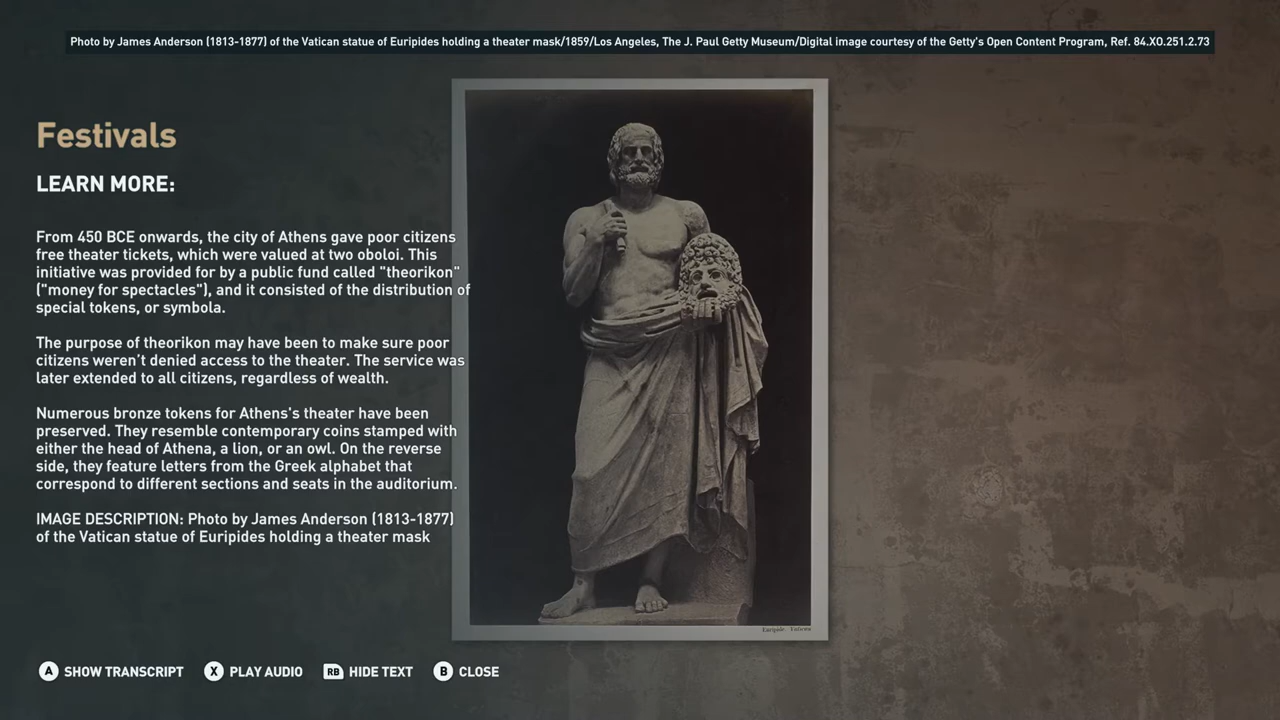 Photo by James Anderson (1813-1877) of the Vatican statue of Euripides holding a theater mask/1859/Los Angeles, The J. Paul Getty Museum/Digital image courtesy of the Getty's Open Content Program, Ref. 84.XO.251.2.73
Festivals
LEARN MORE:
From 450 BCE onwards, the city of Athens gave poor citizens
free theater tickets, which were valued at two oboloi. This
initiative was provided for by a public fund called "theorikon"
("money for spectacles"), and it consisted of the distribution of
special tokens, or symbola.
The purpose of theorikon may have been to make sure poor
citizens weren't denied access to the theater. The service was
later extended to all citizens, regardless of wealth.
Numerous bronze tokens for Athens's theater have been
preserved. They resemble contemporary coins stamped with
either the head of Athena, a lion, or an owl. On the reverse
side, they feature letters from the Greek alphabet that
correspond to different sections and seats in the auditorium.
IMAGE DESCRIPTION: Photo by James Anderson (1813-1877)
of the Vatican statue of Euripides holding a theater mask
A SHOW TRANSCRIPT X PLAY AUDIO RB HIDE TEXT B CLOSE